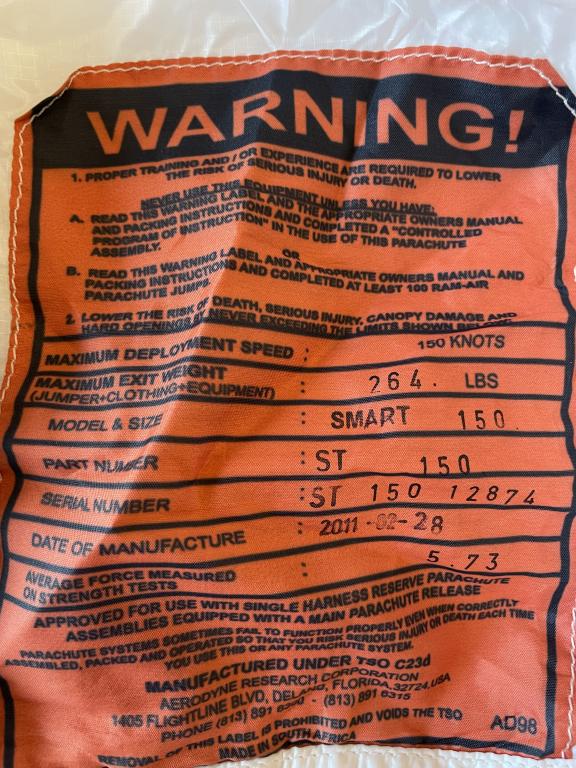 WARNING!
1. PROPER TRAINING AND / OR EXPERIENCE ARE REQUIRED TO LOWER
THE RISK OF SERIOUS INJURY OR DEATH.
NEVER USE THIS EQUIPMENT UNLESS YOU HAVE:
A. READ THIS WARNING LABEL AND THE APPROPRIATE OWNERS MANUAL
AND PACKING INSTRUCTIONS AND COMPLETED A "CONTROLLED
PROGRAM OF INSTRUCTION" IN THE USE OF THIS PARACHUTE
ASSEMBLY.
OR
B. READ THIS WARNING LABEL AND APPROPRIATE OWNERS MANUAL AND
PACKING INSTRUCTIONS AND COMPLETED AT LEAST 100 RAM-AIR
PARACHUTE JUMPS.
2. LOWER THE RISK OF DEATH, SERIOUS INJURY, CANOPY DAMAGE AND
HARD OPENINGS BY NEVER EXCEEDING THE LIMITS SHOWN BELOW.
MAXIMUM DEPLOYMENT SPEED : 150 KNOTS
MAXIMUM EXIT WEIGHT : 264. LBS
(JUMPER+CLOTHING+EQUIPMENT)
MODEL & SIZE : SMART 150
PART NUMBER : ST 150
SERIAL NUMBER : ST 150 12874
DATE OF MANUFACTURE : 2011-02-28
AVERAGE FORCE MEASURED : 5.73
ON STRENGTH TESTS
APPROVED FOR USE WITH SINGLE HARNESS RESERVE PARACHUTE
ASSEMBLIES EQUIPPED WITH A MAIN PARACHUTE RELEASE
PARACHUTE SYSTEMS SOMETIMES FAIL TO FUNCTION PROPERLY EVEN WHEN CORRECTLY
ASSEMBLED, PACKED AND OPERATED SO THAT YOU RISK SERIOUS INJURY OR DEATH EACH TIME
YOU USE THIS OR ANY PARACHUTE SYSTEM.
MANUFACTURED UNDER TSO C23d
AERODYNE RESEARCH CORPORATION
1405 FLIGHTLINE BLVD, DELAND, FLORIDA, 32724, USA
PHONE (813) 891 - (813) 891 6315
REMOVAL OF THIS LABEL IS PROHIBITED AND VOIDS THE TSO
MADE IN SOUTH AFRICA
AD98